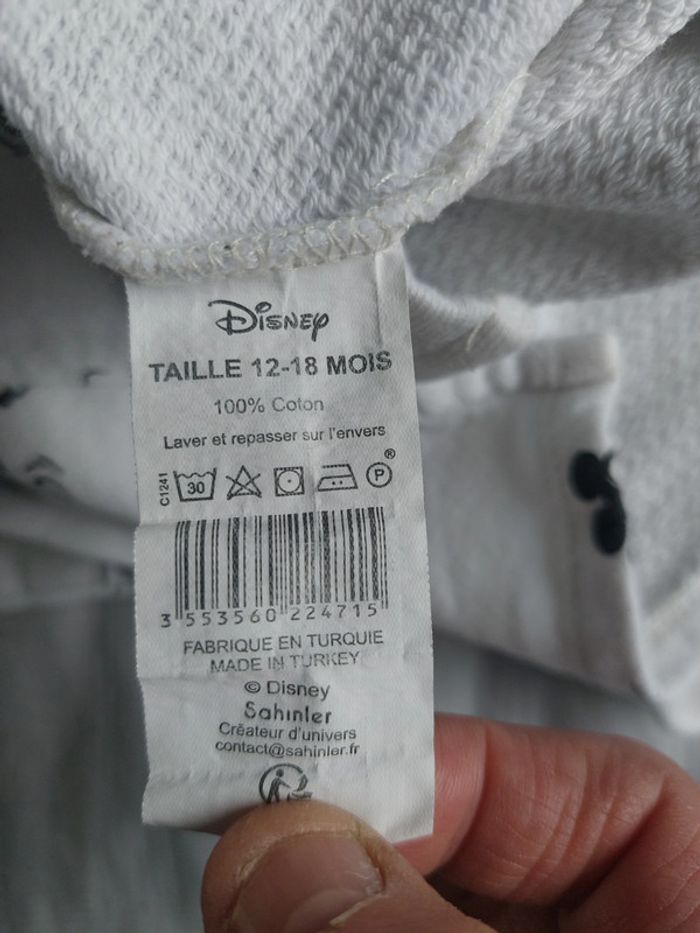 Disney
TAILLE 12-18 MOIS
100% Coton
Laver et repasser sur l'envers
C1241
30
P
®
3 553560 224715
FABRIQUE EN TURQUIE
MADE IN TURKEY
© Disney
Sahinler
Créateur d'univers
contact@sahinler.fr